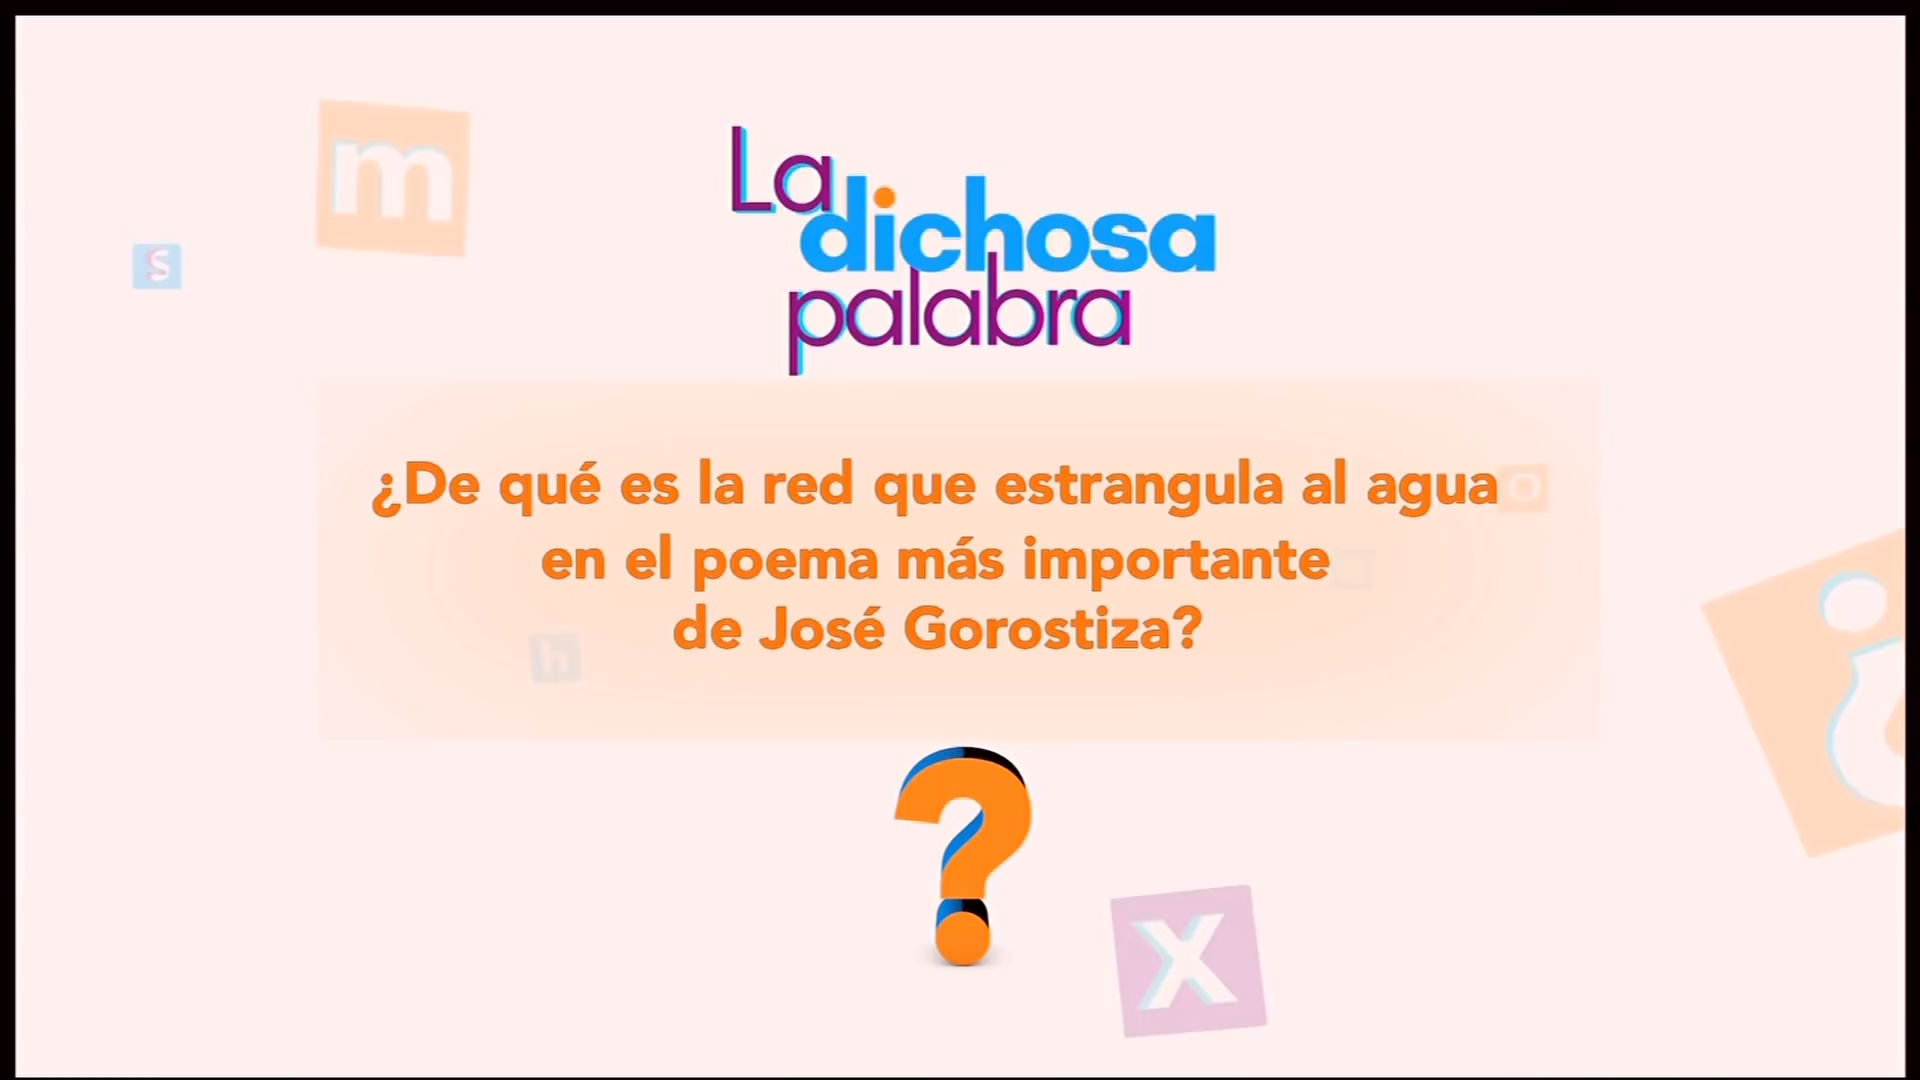 m
s
La
dichosa
palabra
¿De qué es la red que estrangula al agua
o
en el poema más importante
de José Gorostiza?
h
¿
?
x